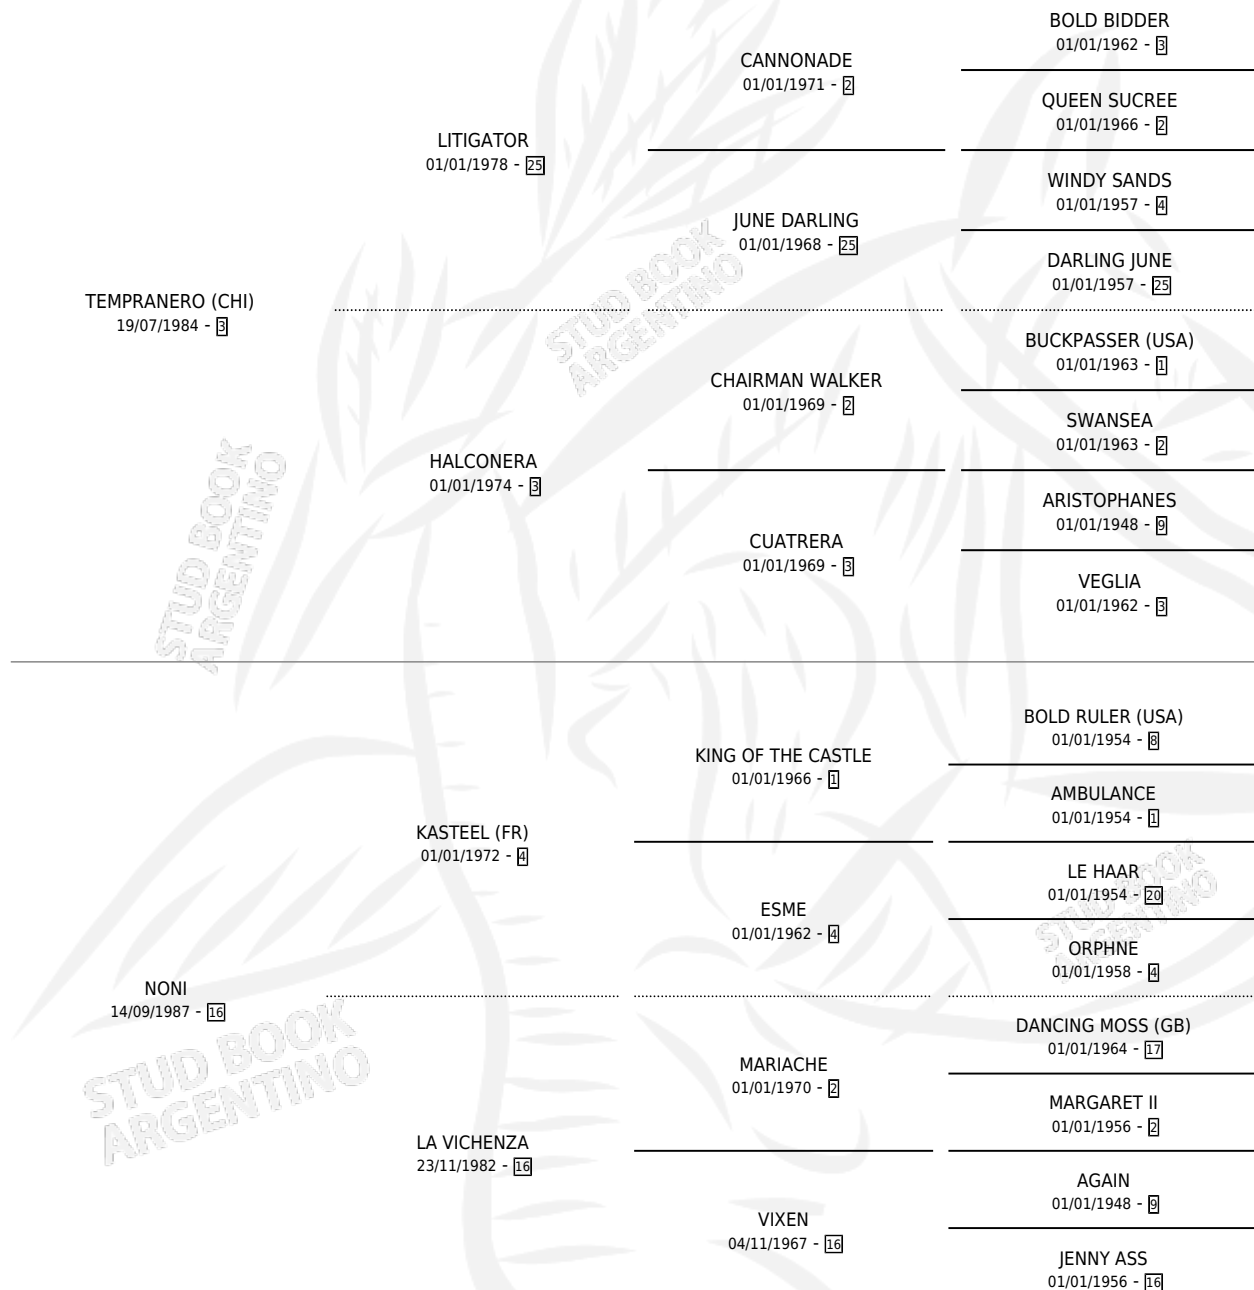 BOLD BIDDER
01/01/1962 - 3
CANNONADE
01/01/1971 - 2
QUEEN SUCREE
01/01/1966 - 2
LITIGATOR
01/01/1978 - 25
WINDY SANDS
01/01/1957 - 4
JUNE DARLING
01/01/1968 - 25
DARLING JUNE
01/01/1957 - 25
TEMPRANERO (CHI)
19/07/1984 - 3
STUD BOOK
ARGENTINO
BUCKPASSER (USA)
01/01/1963 - 1
CHAIRMAN WALKER
01/01/1969 - 2
SWANSEA
01/01/1963 - 2
HALCONERA
01/01/1974 - 3
ARISTOPHANES
01/01/1948 - 9
CUATRERA
01/01/1969 - 3
VEGLIA
01/01/1962 - 3
STUD BOOK
ARGENTINO
BOLD RULER (USA)
01/01/1954 - 8
KING OF THE CASTLE
01/01/1966 - 1
AMBULANCE
01/01/1954 - 1
KASTEEL (FR)
01/01/1972 - 4
LE HAAR
01/01/1954 - 20
ESME
01/01/1962 - 4
ORPHNE
01/01/1958 - 4
STUD BOOK
ARGENTINO
NONI
14/09/1987 - 16
STUD BOOK
ARGENTINO
DANCING MOSS (GB)
01/01/1964 - 17
MARIACHE
01/01/1970 - 2
MARGARET II
01/01/1956 - 2
LA VICHENZA
23/11/1982 - 16
AGAIN
01/01/1948 - 9
VIXEN
04/11/1967 - 16
JENNY ASS
01/01/1956 - 16